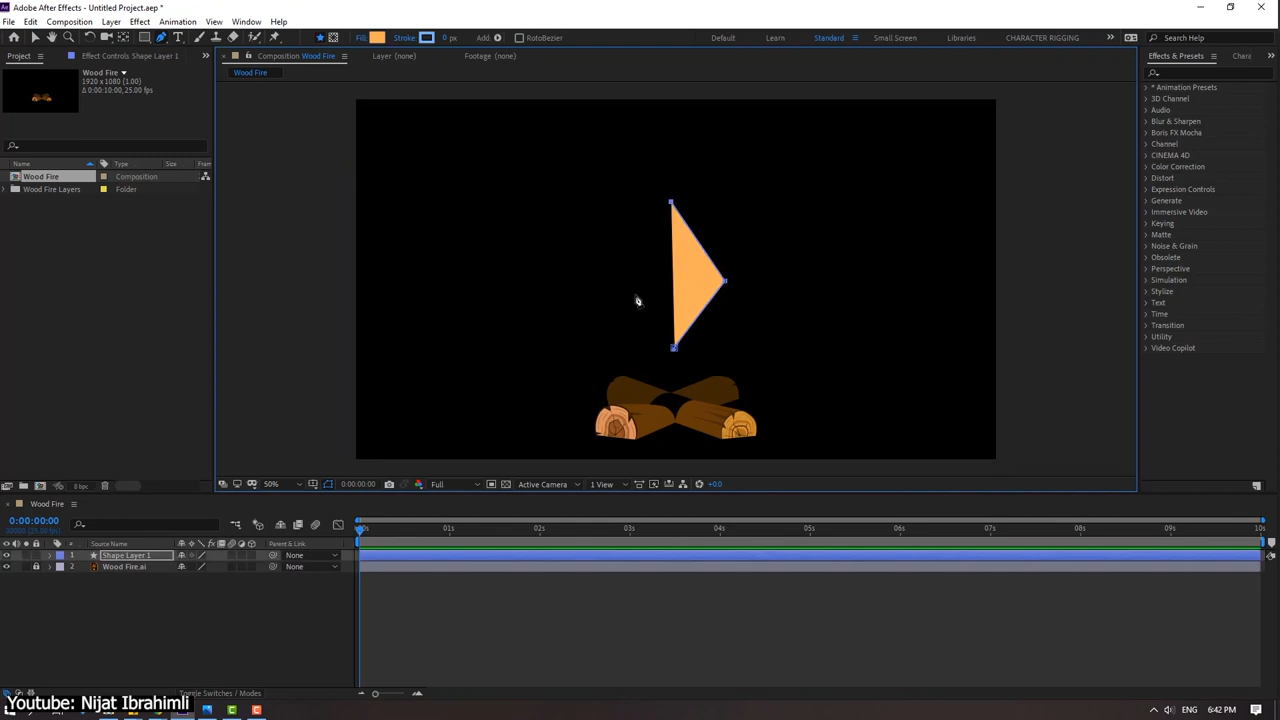 Adobe After Effects - Untitled Project.aep *
File Edit Composition Layer Effect Animation View Window Help
Fill: Stroke: 0 px Add: RotoBezier Default Learn Standard Small Screen Libraries CHARACTER RIGGING Search Help
Project Effect Controls Shape Layer 1
Composition Wood Fire Layer (none) Footage (none)
Effects & Presets
Wood Fire
1920 x 1080 (1.00)
Δ 0:00:10:00, 25.00 fps
Wood Fire
Name Type Size Fram
Wood Fire Composition
Wood Fire Layers Folder
8 bpc
* Animation Presets
3D Channel
Audio
Blur & Sharpen
Boris FX Mocha
Channel
CINEMA 4D
Color Correction
Distort
Expression Controls
Generate
Immersive Video
Keying
Matte
Noise & Grain
Obsolete
Perspective
Simulation
Stylize
Text
Time
Transition
Utility
Video Copilot
50% 0:00:00:00 Full Active Camera 1 View +0.0
Wood Fire
0:00:00:00
00000 (25.00 fps)
01s 02s 03s 04s 05s 06s 07s 08s 09s 10s
# Source Name Parent & Link
1 Shape Layer 1 None
2 Wood Fire.ai None
Toggle Switches / Modes
Youtube: Nijat Ibrahimli
ENG 6:42 PM